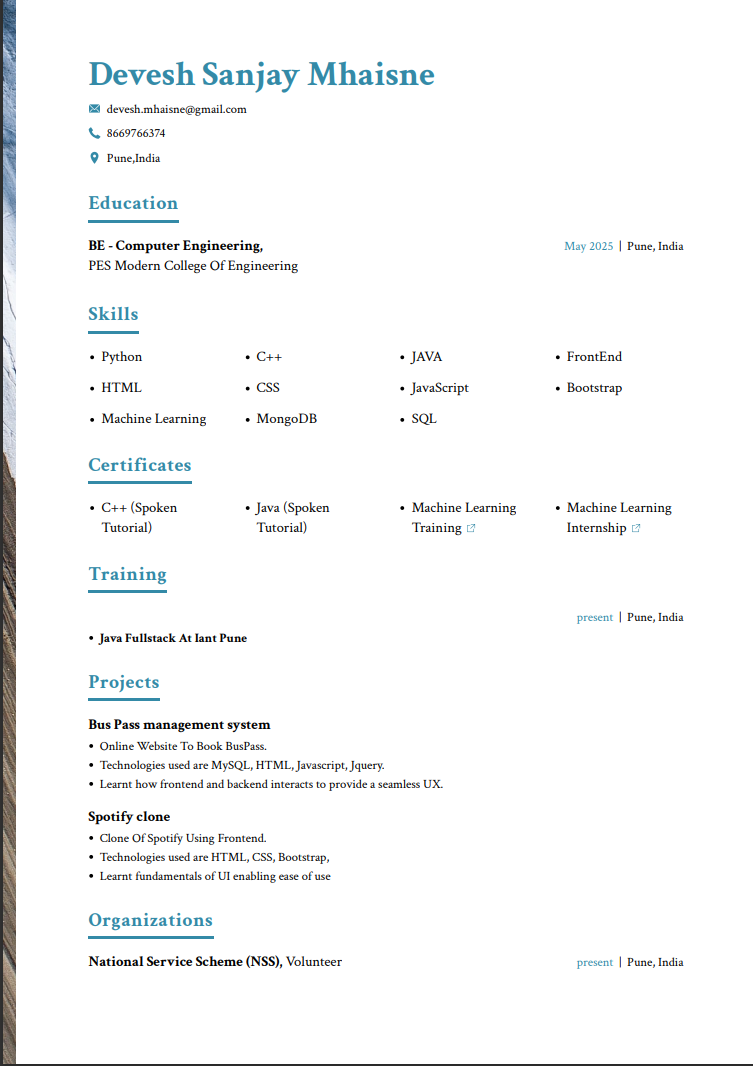 Devesh Sanjay Mhaisne
devesh.mhaisne@gmail.com
8669766374
Pune,India
Education
BE - Computer Engineering, May 2025 | Pune, India
PES Modern College Of Engineering
Skills
• Python • C++ • JAVA • FrontEnd
• HTML • CSS • JavaScript • Bootstrap
• Machine Learning • MongoDB • SQL
Certificates
• C++ (Spoken Tutorial)
• Java (Spoken Tutorial)
• Machine Learning Training
• Machine Learning Internship
Training
present | Pune, India
• Java Fullstack At Iant Pune
Projects
Bus Pass management system
• Online Website To Book BusPass.
• Technologies used are MySQL, HTML, Javascript, Jquery.
• Learnt how frontend and backend interacts to provide a seamless UX.
Spotify clone
• Clone Of Spotify Using Frontend.
• Technologies used are HTML, CSS, Bootstrap,
• Learnt fundamentals of UI enabling ease of use
Organizations
National Service Scheme (NSS), Volunteer present | Pune, India